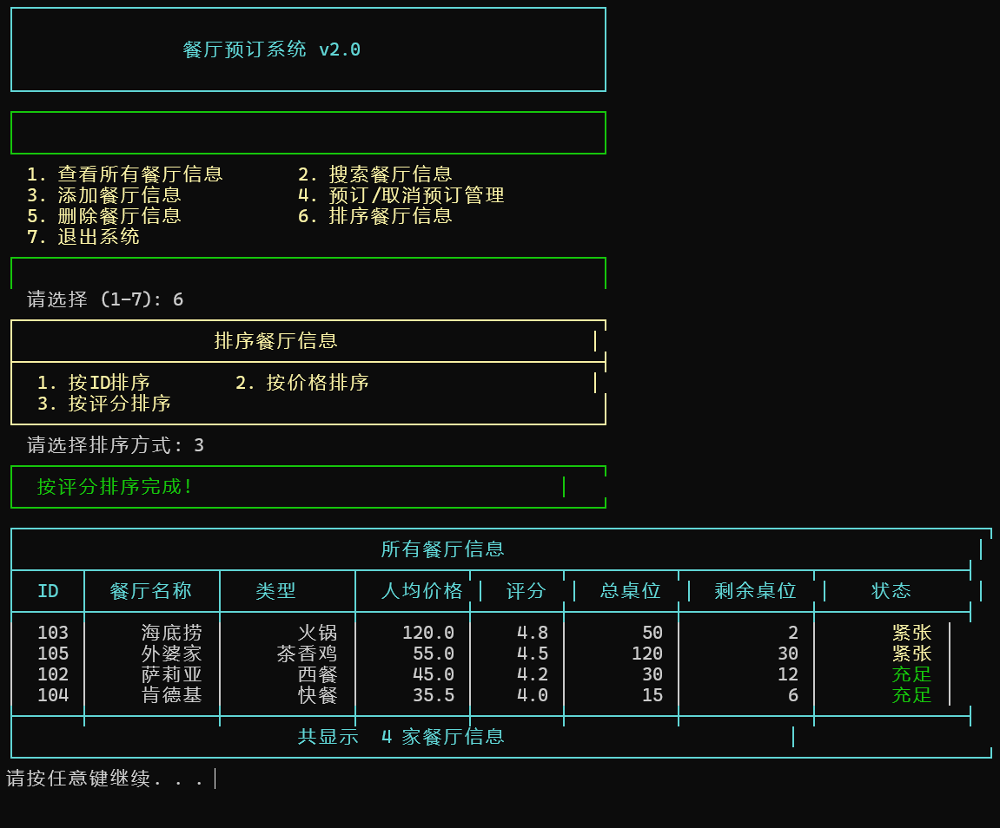 餐厅预订系统 v2.0
1. 查看所有餐厅信息 2. 搜索餐厅信息
3. 添加餐厅信息 4. 预订/取消预订管理
5. 删除餐厅信息 6. 排序餐厅信息
7. 退出系统
请选择 (1-7): 6
排序餐厅信息
1. 按ID排序 2. 按价格排序
3. 按评分排序
请选择排序方式: 3
按评分排序完成!
所有餐厅信息
ID 餐厅名称 类型 人均价格 评分 总桌位 剩余桌位 状态
103 海底捞 火锅 120.0 4.8 50 2 紧张
105 外婆家 茶香鸡 55.0 4.5 120 30 紧张
102 萨莉亚 西餐 45.0 4.2 30 12 充足
104 肯德基 快餐 35.5 4.0 15 6 充足
共显示 4 家餐厅信息
请按任意键继续. . .